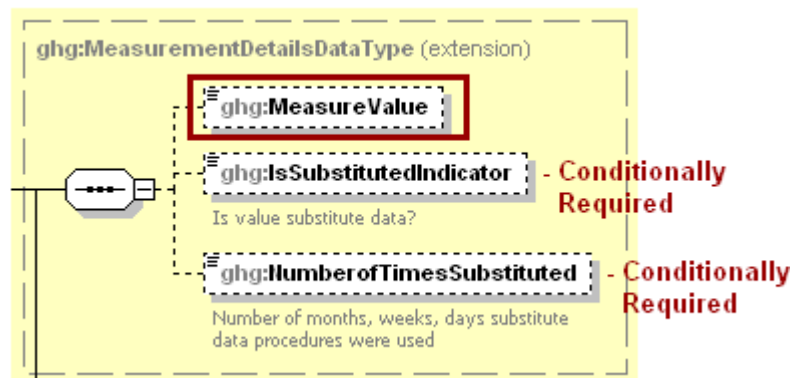 ghg:MeasurementDetailsDataType (extension)
ghg:MeasureValue
ghg:IsSubstitutedIndicator
- Conditionally
Required
Is value substitute data?
ghg:NumberofTimesSubstituted
- Conditionally
Required
Number of months, weeks, days substitute
data procedures were used